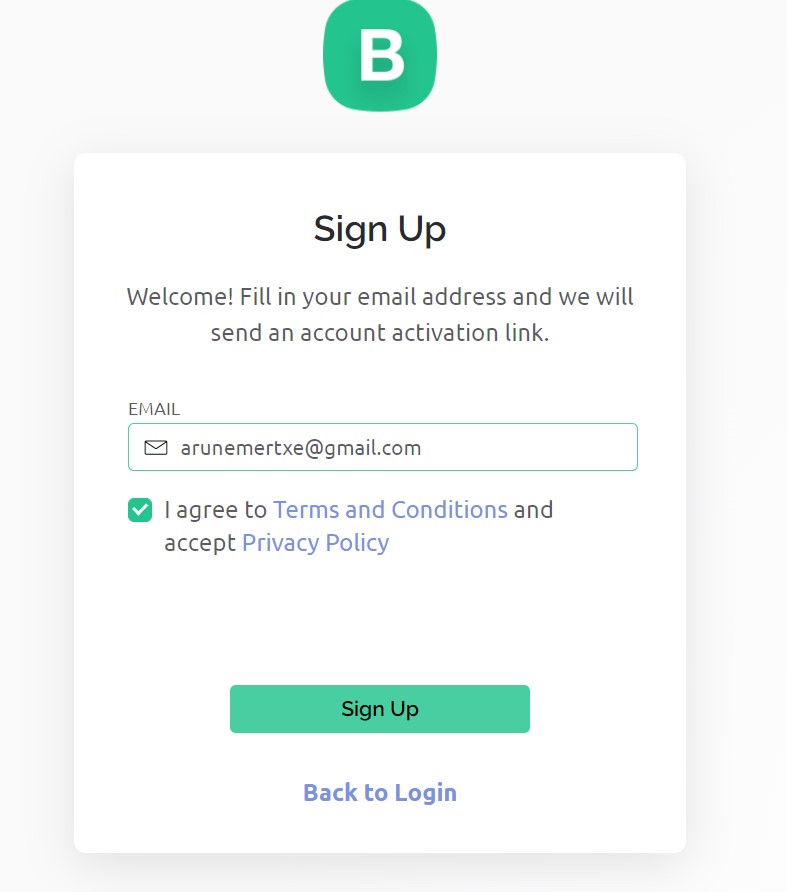 B
Sign Up
Welcome! Fill in your email address and we will
send an account activation link.
EMAIL
arunemertxe@gmail.com
I agree to Terms and Conditions and
accept Privacy Policy
Sign Up
Back to Login